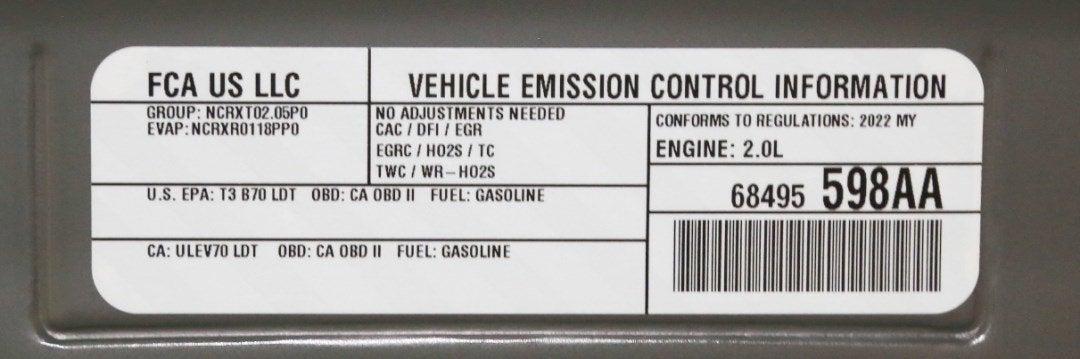 FCA US LLC
VEHICLE EMISSION CONTROL INFORMATION
GROUP: NCRXT02.05P0
EVAP: NCRXR0118PP0
NO ADJUSTMENTS NEEDED
CAC / DFI / EGR
EGRC / HO2S / TC
TWC / WR-HO2S
CONFORMS TO REGULATIONS: 2022 MY
ENGINE: 2.0L
U.S. EPA: T3 B70 LDT OBD: CA OBD II FUEL: GASOLINE
68495 598AA
CA: ULEV70 LDT OBD: CA OBD II FUEL: GASOLINE